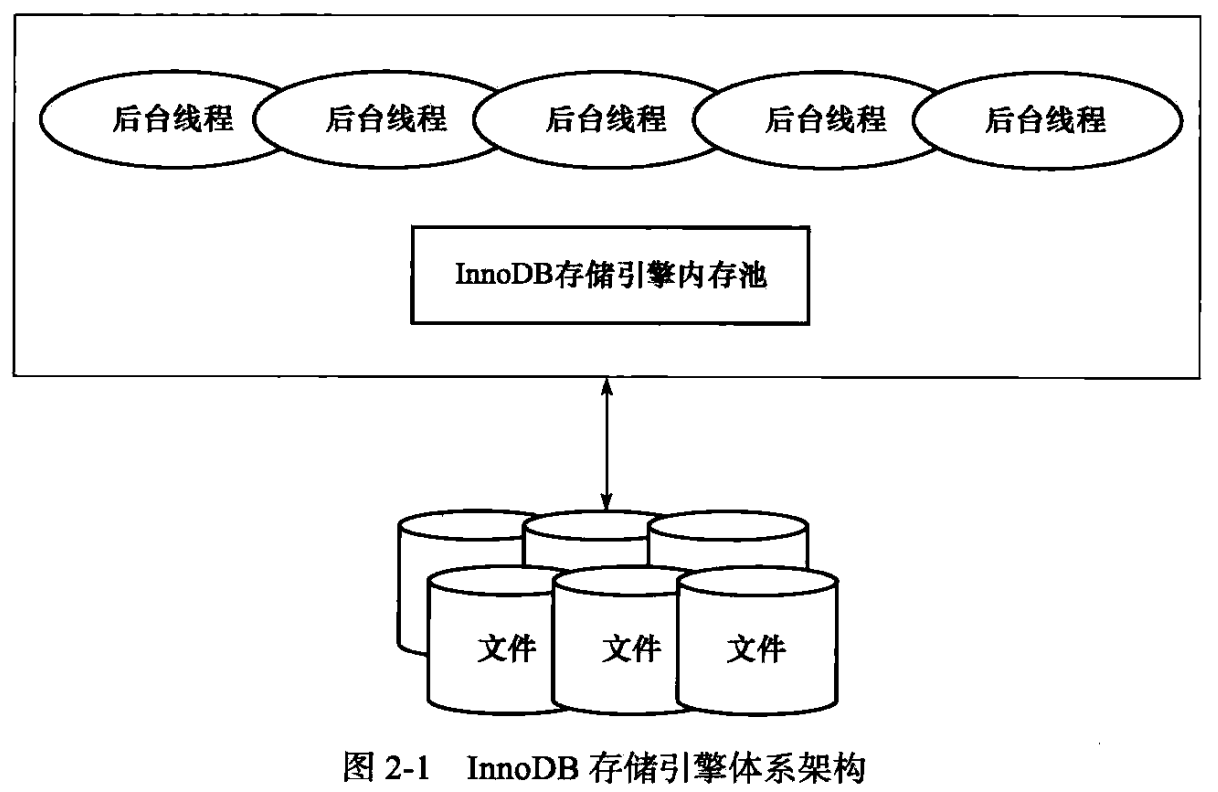 后台线程 后台线程 后台线程 后台线程 后台线程
InnoDB存储引擎内存池
文件 文件 文件
图 2-1 InnoDB 存储引擎体系架构